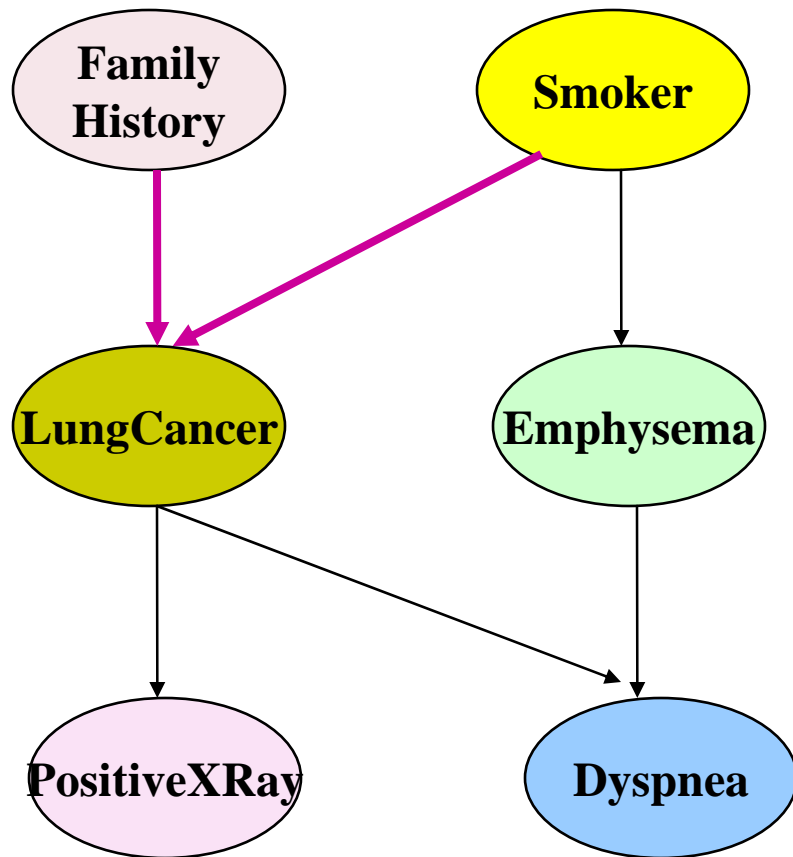 Family
History
Smoker
LungCancer
Emphysema
PositiveXRay
Dyspnea